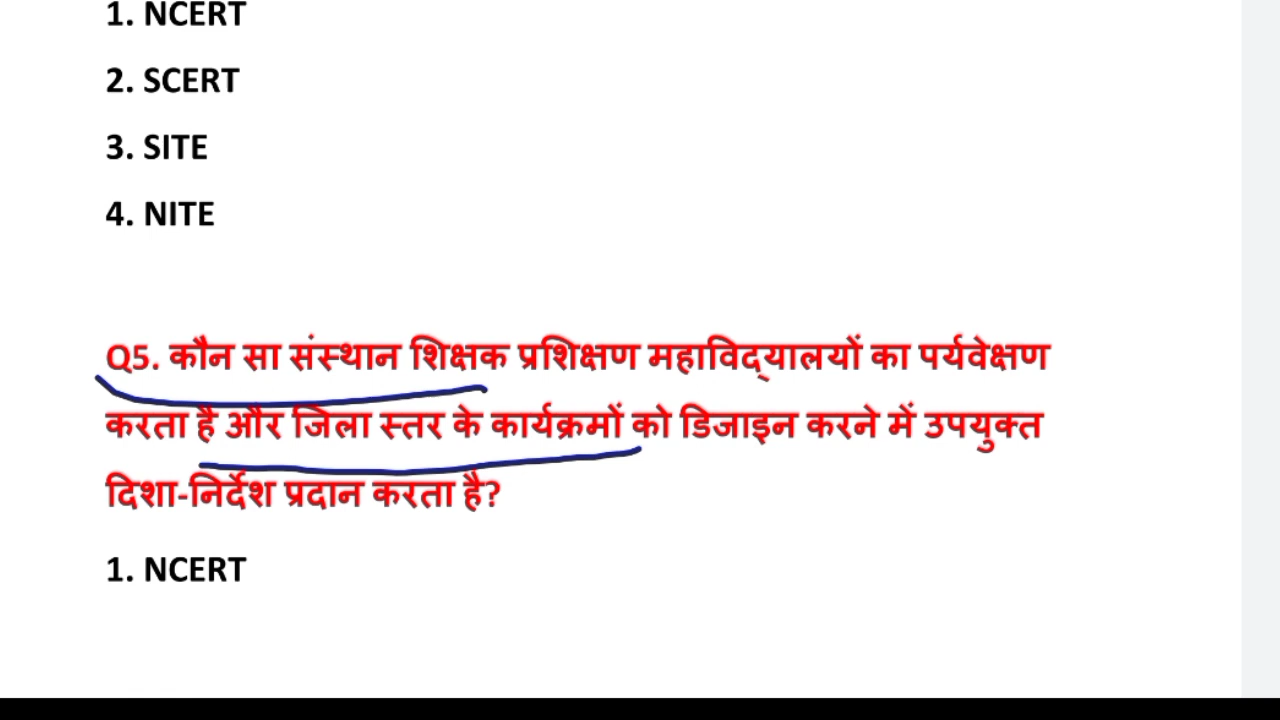 1. NCERT
2. SCERT
3. SITE
4. NITE
Q5. कौन सा संस्थान शिक्षक प्रशिक्षण महाविद्यालयों का पर्यवेक्षण
करता है और जिला स्तर के कार्यक्रमों को डिजाइन करने में उपयुक्त
दिशा-निर्देश प्रदान करता है?
1. NCERT